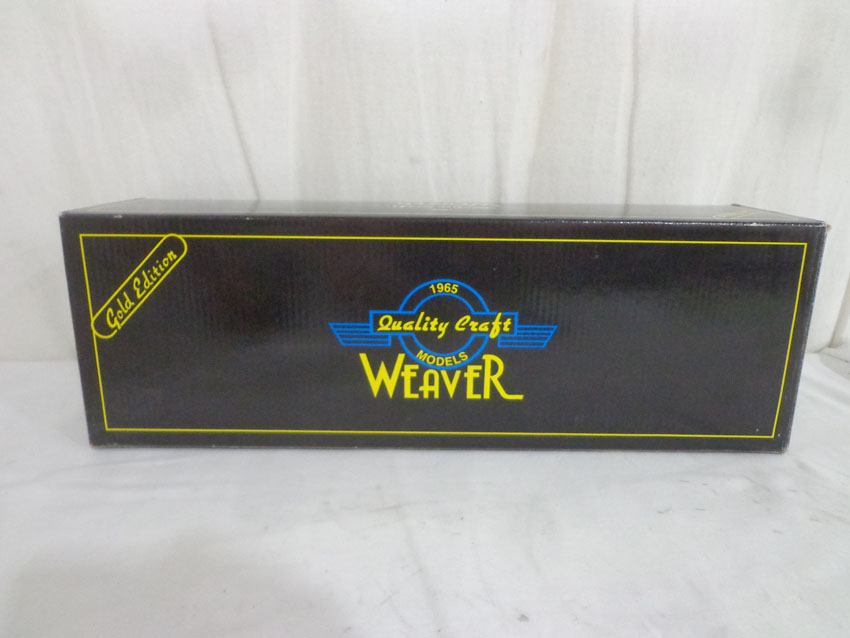 Gold Edition
1965
Quality Craft
MODELS
WEAVER